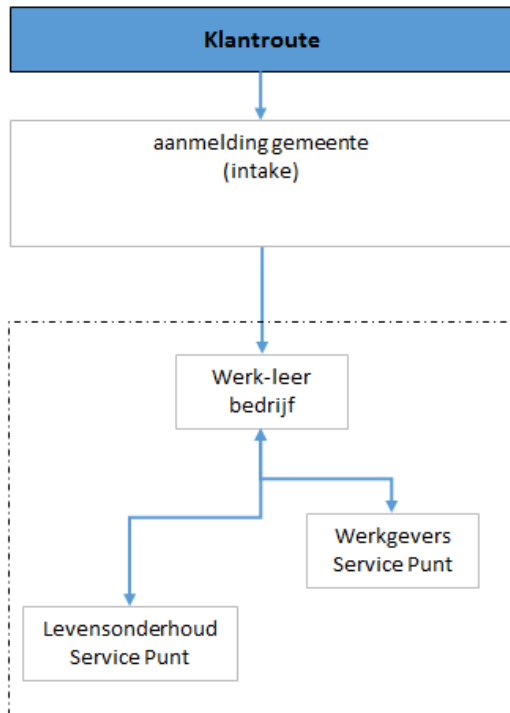 Klantroute
aanmelding gemeente
(intake)
Werk-leer
bedrijf
Werkgevers
Service Punt
Levensonderhoud
Service Punt